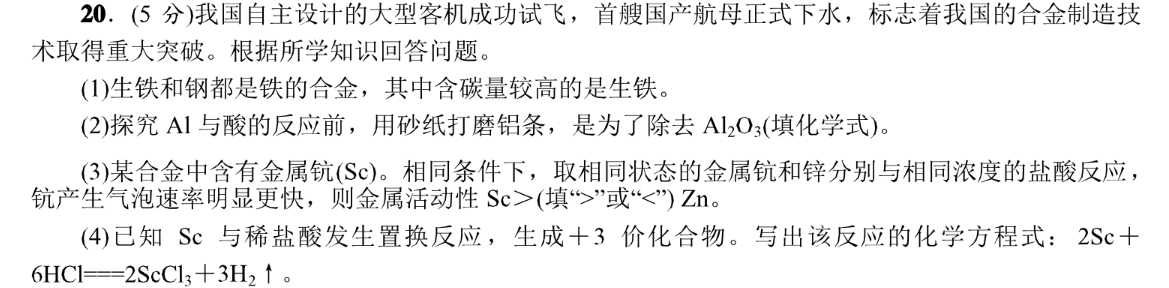 20．(5 分)我国自主设计的大型客机成功试飞，首艘国产航母正式下水，标志着我国的合金制造技
术取得重大突破。根据所学知识回答问题。
(1)生铁和钢都是铁的合金，其中含碳量较高的是生铁。
(2)探究 Al 与酸的反应前，用砂纸打磨铝条，是为了除去 Al₂O₃(填化学式)。
(3)某合金中含有金属钪(Sc)。相同条件下，取相同状态的金属钪和锌分别与相同浓度的盐酸反应，
钪产生气泡速率明显更快，则金属活动性 Sc＞(填“>”或“<”) Zn。
(4)已知 Sc 与稀盐酸发生置换反应，生成＋3 价化合物。写出该反应的化学方程式：2Sc＋
6HCl===2ScCl₃＋3H₂↑。